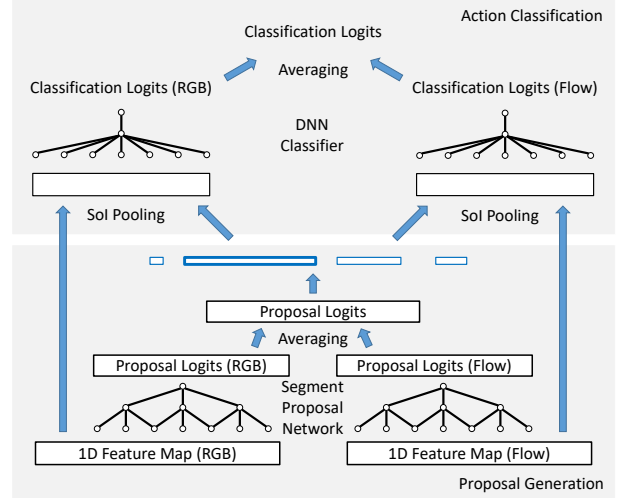 Action Classification
Classification Logits
Averaging
Classification Logits (RGB)
Classification Logits (Flow)
DNN
Classifier
SoI Pooling
SoI Pooling
Proposal Logits
Averaging
Proposal Logits (RGB)
Proposal Logits (Flow)
Segment
Proposal
Network
1D Feature Map (RGB)
1D Feature Map (Flow)
Proposal Generation